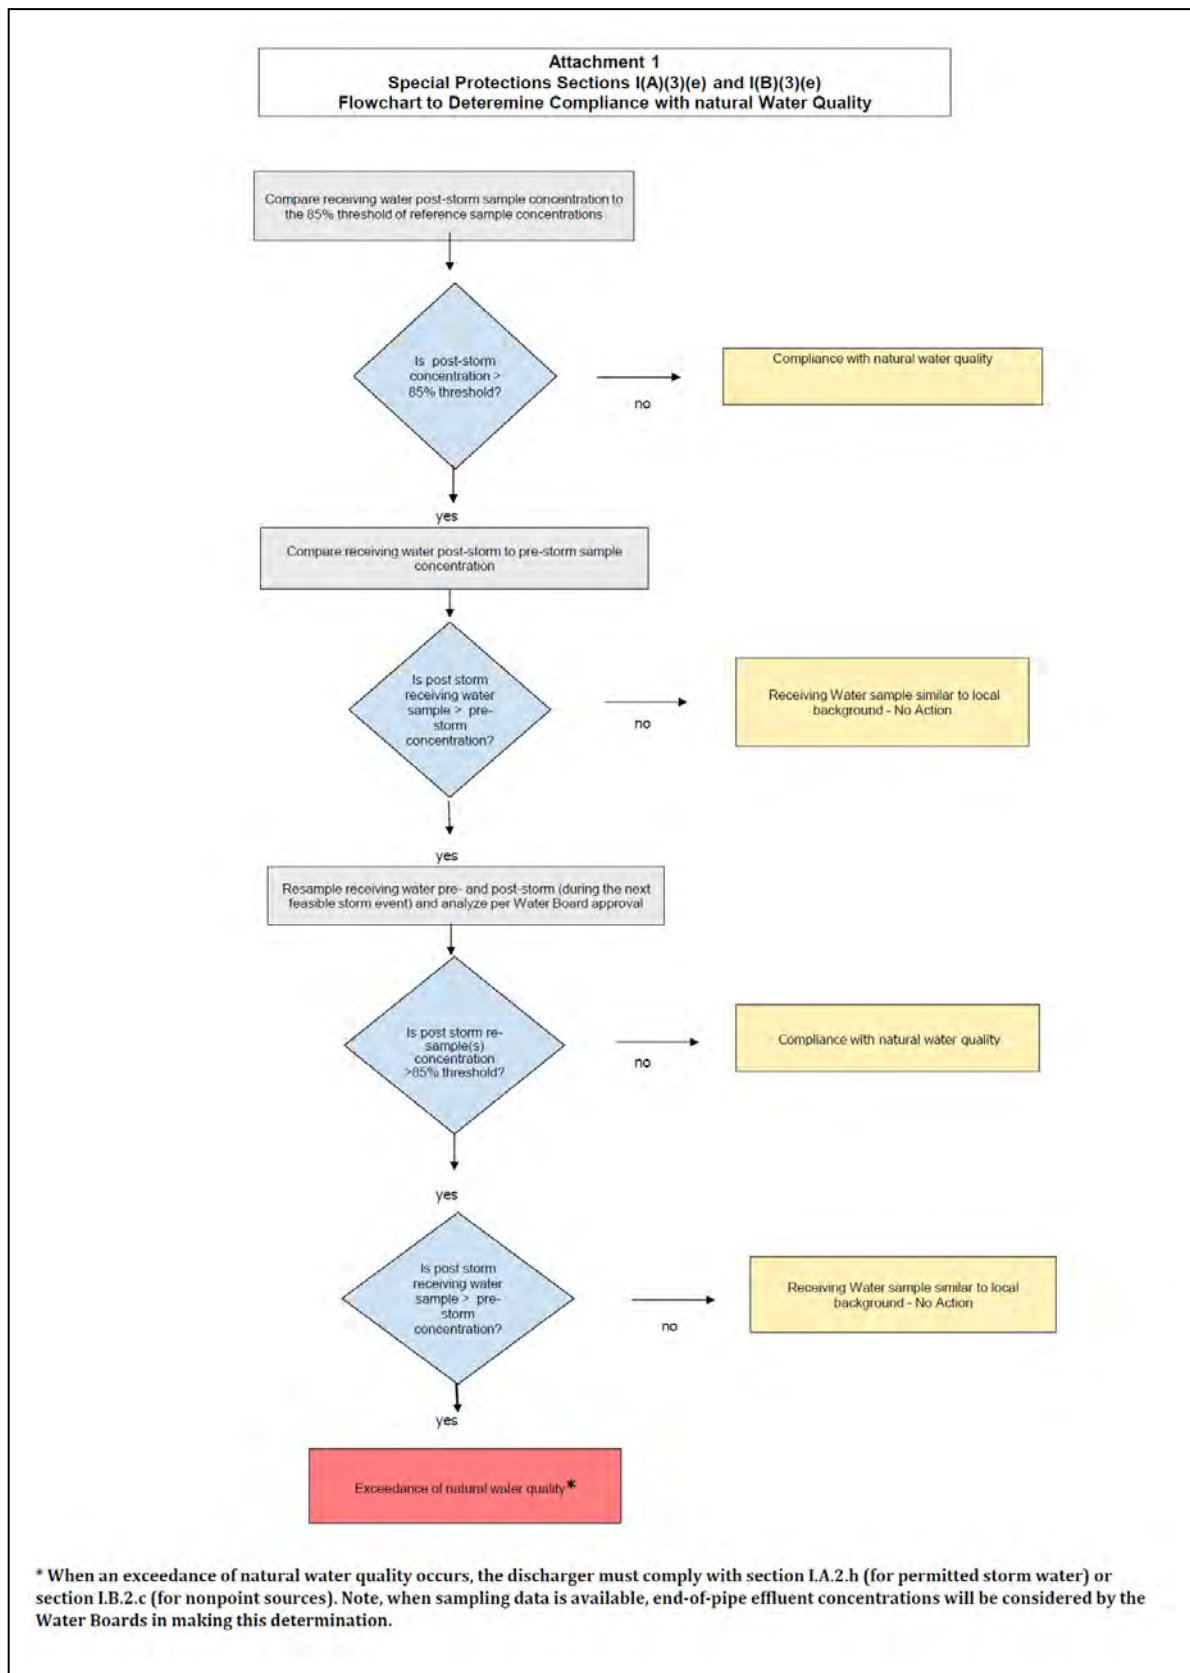 Attachment 1
Special Protections Sections I(A)(3)(e) and I(B)(3)(e)
Flowchart to Deteremine Compliance with natural Water Quality
Compare receiving water post-storm sample concentration to
the 85% threshold of reference sample concentrations
Is post-storm
concentration >
85% threshold?
no
Compliance with natural water quality
yes
Compare receiving water post-storm to pre-storm sample
concentration
Is post storm
receiving water
sample > pre-
storm
concentration?
no
Receiving Water sample similar to local
background - No Action
yes
Resample receiving water pre- and post-storm (during the next
feasible storm event) and analyze per Water Board approval
Is post storm re-
sample(s)
concentration
>85% threshold?
no
Compliance with natural water quality
yes
Is post storm
receiving water
sample > pre-
storm
concentration?
no
Receiving Water sample similar to local
background - No Action
yes
Exceedance of natural water quality*
* When an exceedance of natural water quality occurs, the discharger must comply with section I.A.2.h (for permitted storm water) or
section I.B.2.c (for nonpoint sources). Note, when sampling data is available, end-of-pipe effluent concentrations will be considered by the
Water Boards in making this determination.